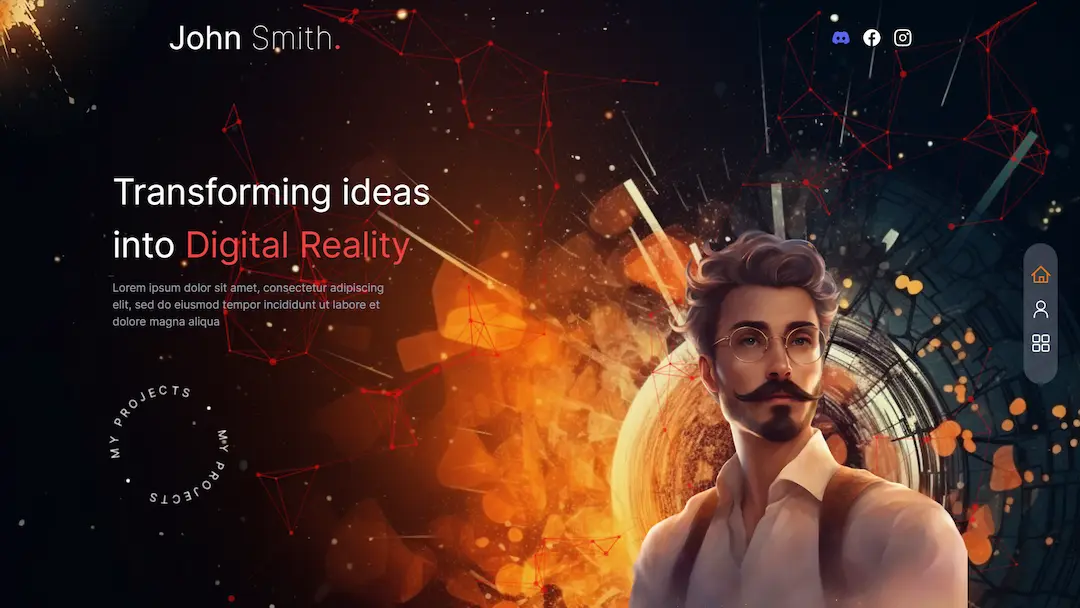 John Smith.
Transforming ideas
into Digital Reality
Lorem ipsum dolor sit amet, consectetur adipiscing
elit, sed do eiusmod tempor incididunt ut labore et
dolore magna aliqua
MY PROJECTS
MY PROJECTS